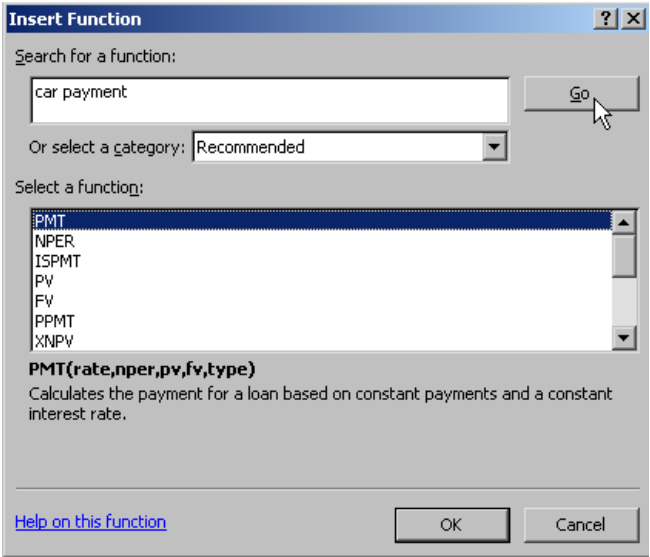 Insert Function
Search for a function:
car payment
Go
Or select a category: Recommended
Select a function:
PMT
NPER
ISPMT
PV
FV
PPMT
XNPV
PMT(rate,nper,pv,fv,type)
Calculates the payment for a loan based on constant payments and a constant
interest rate.
Help on this function
OK
Cancel